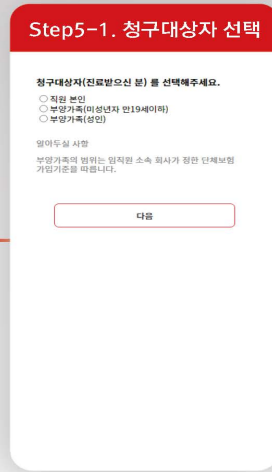 Step5-1. 청구대상자 선택
청구대상자(진료받으신 분) 를 선택해주세요.
직원 본인
부양가족(미성년자 만19세이하)
부양가족(성인)
알아두실 사항
부양가족의 범위는 임직원 소속 회사가 정한 단체보험
가입기준을 따릅니다.
다음